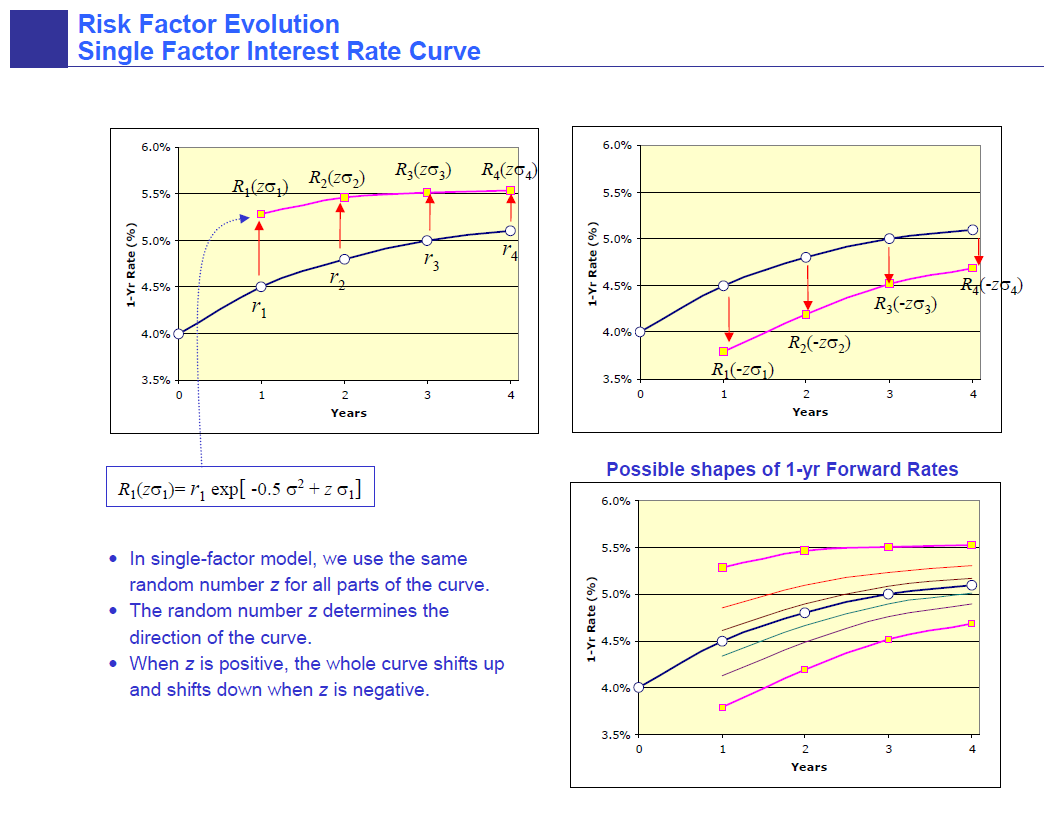 Risk Factor Evolution
Single Factor Interest Rate Curve
6.0%
5.5%
5.0%
4.5%
4.0%
3.5%
0 1 2 3 4
Years
1-Yr Rate (%)
R₁(zσ₁)
R₂(zσ₂)
R₃(zσ₃)
R₄(zσ₄)
r₁
r₂
r₃
r₄
6.0%
5.5%
5.0%
4.5%
4.0%
3.5%
0 1 2 3 4
Years
1-Yr Rate (%)
R₁(-zσ₁)
R₂(-zσ₂)
R₃(-zσ₃)
R₄(-zσ₄)
R₁(zσ₁)= r₁ exp[ -0.5 σ² + z σ₁]
• In single-factor model, we use the same
random number z for all parts of the curve.
• The random number z determines the
direction of the curve.
• When z is positive, the whole curve shifts up
and shifts down when z is negative.
Possible shapes of 1-yr Forward Rates
6.0%
5.5%
5.0%
4.5%
4.0%
3.5%
0 1 2 3 4
Years
1-Yr Rate (%)